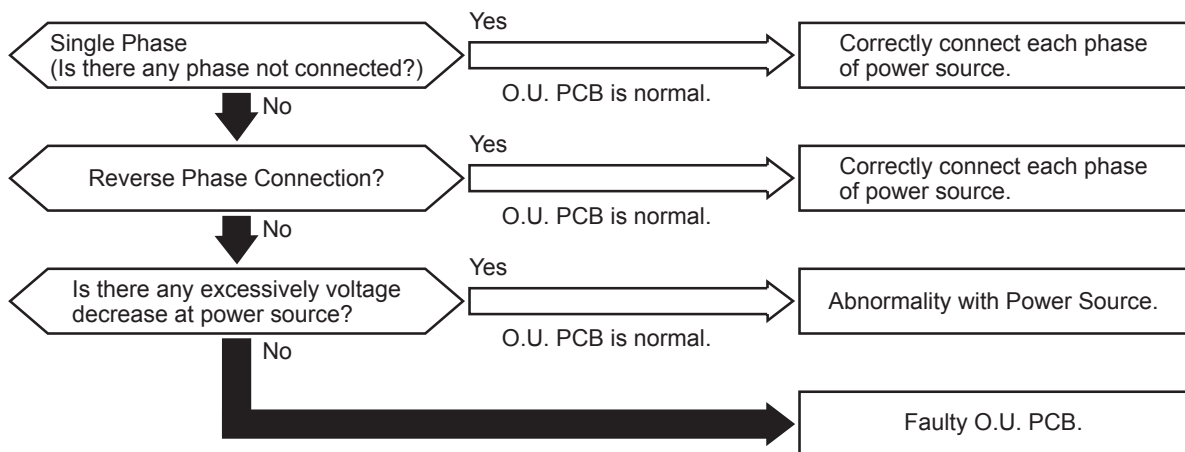 Single Phase
(Is there any phase not connected?)
Yes
O.U. PCB is normal.
Correctly connect each phase
of power source.
No
Reverse Phase Connection?
Yes
O.U. PCB is normal.
Correctly connect each phase
of power source.
No
Is there any excessively voltage
decrease at power source?
Yes
O.U. PCB is normal.
Abnormality with Power Source.
No
Faulty O.U. PCB.